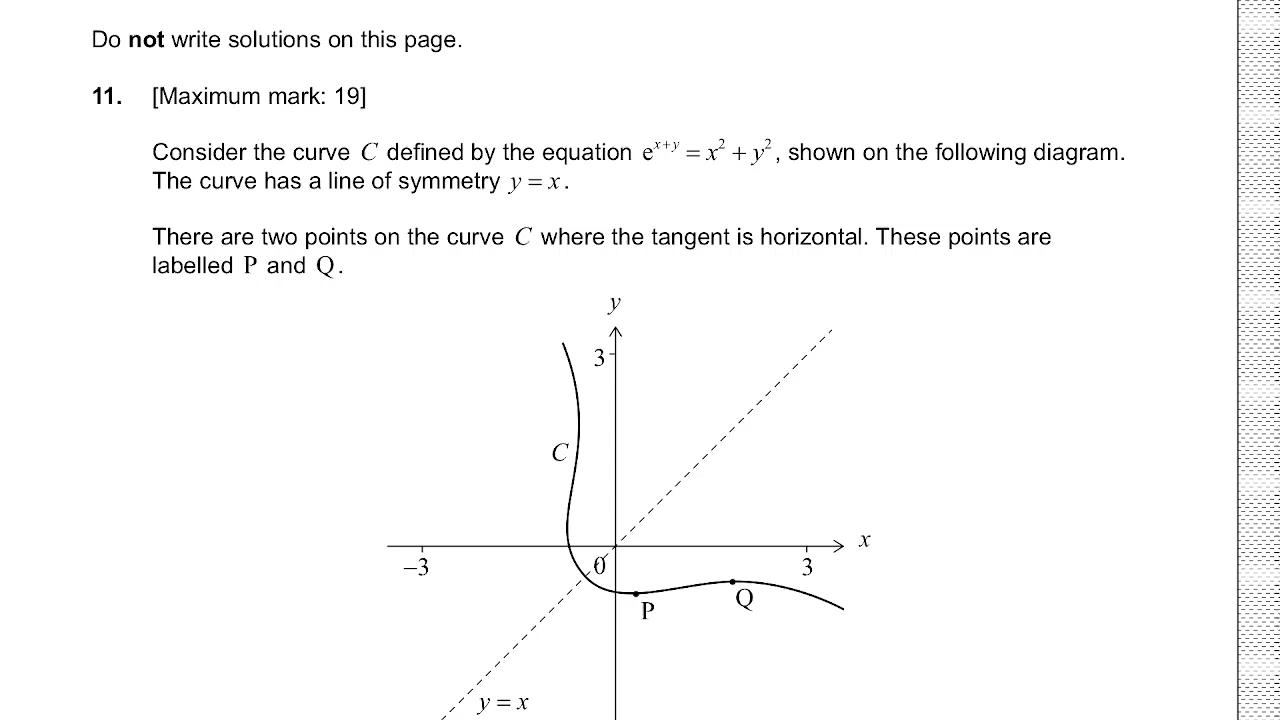 Do not write solutions on this page.
11. [Maximum mark: 19]
Consider the curve C defined by the equation e^{x+y} = x² + y², shown on the following diagram.
The curve has a line of symmetry y = x.
There are two points on the curve C where the tangent is horizontal. These points are
labelled P and Q.
y
3
C
x
−3 0 3
P Q
y = x